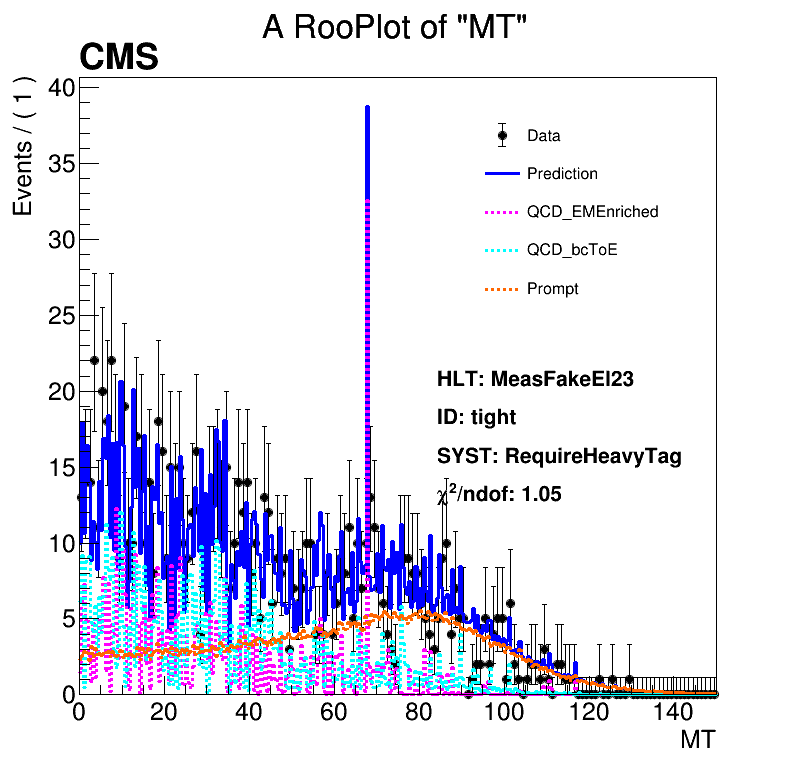 A RooPlot of "MT"
CMS
Events / ( 1 )
40
35
30
25
20
15
10
5
0
Data
Prediction
QCD_EMEnriched
QCD_bcToE
Prompt
HLT: MeasFakeEl23
ID: tight
SYST: RequireHeavyTag
χ²/ndof: 1.05
0 20 40 60 80 100 120 140
MT